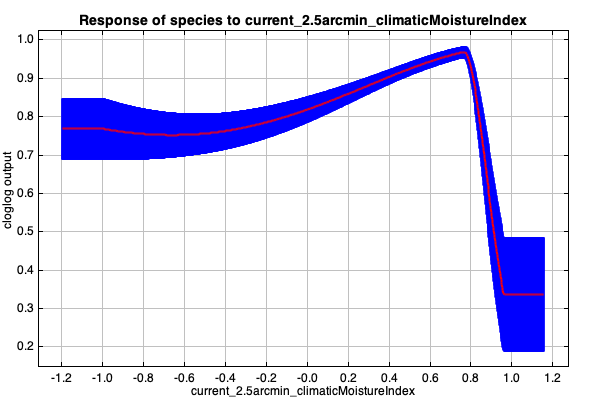 Response of species to current_2.5arcmin_climaticMoistureIndex
1.0
0.9
0.8
0.7
0.6
0.5
0.4
0.3
0.2
cloglog output
-1.2 -1.0 -0.8 -0.6 -0.4 -0.2 0.0 0.2 0.4 0.6 0.8 1.0 1.2
current_2.5arcmin_climaticMoistureIndex